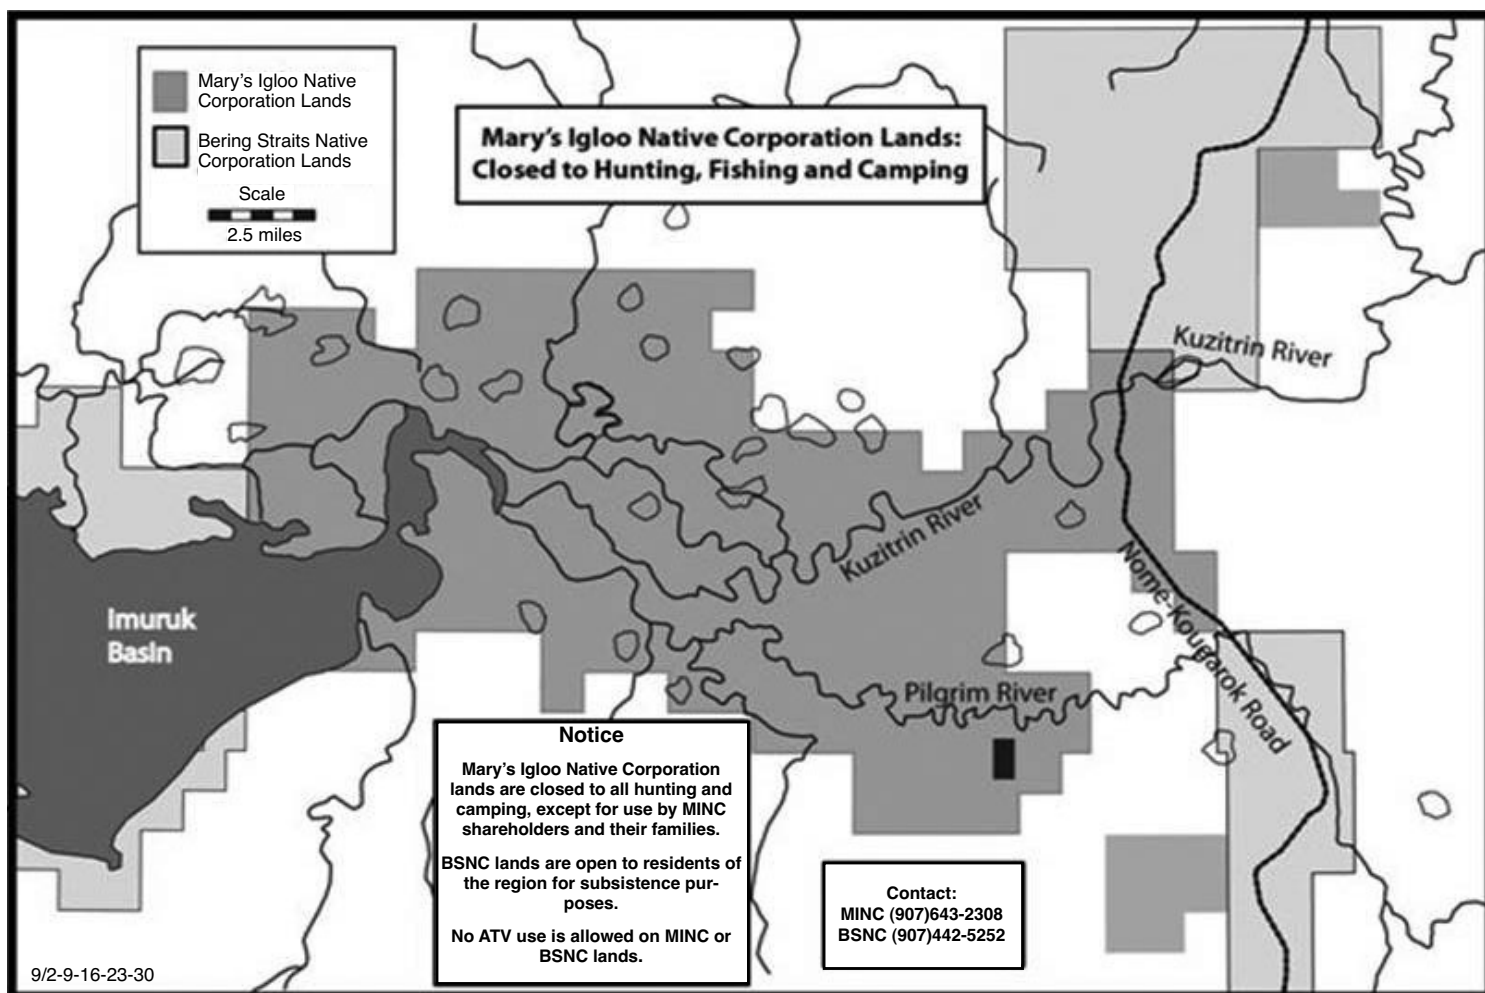 Mary's Igloo Native
Corporation Lands
Bering Straits Native
Corporation Lands
Scale
2.5 miles
Mary's Igloo Native Corporation Lands:
Closed to Hunting, Fishing and Camping
Kuzitrin River
Kuzitrin River
Nome-Kougarok Road
Imuruk
Basin
Pilgrim River
Notice
Mary's Igloo Native Corporation
lands are closed to all hunting and
camping, except for use by MINC
shareholders and their families.
BSNC lands are open to residents of
the region for subsistence pur-
poses.
No ATV use is allowed on MINC or
BSNC lands.
Contact:
MINC (907)643-2308
BSNC (907)442-5252
9/2-9-16-23-30